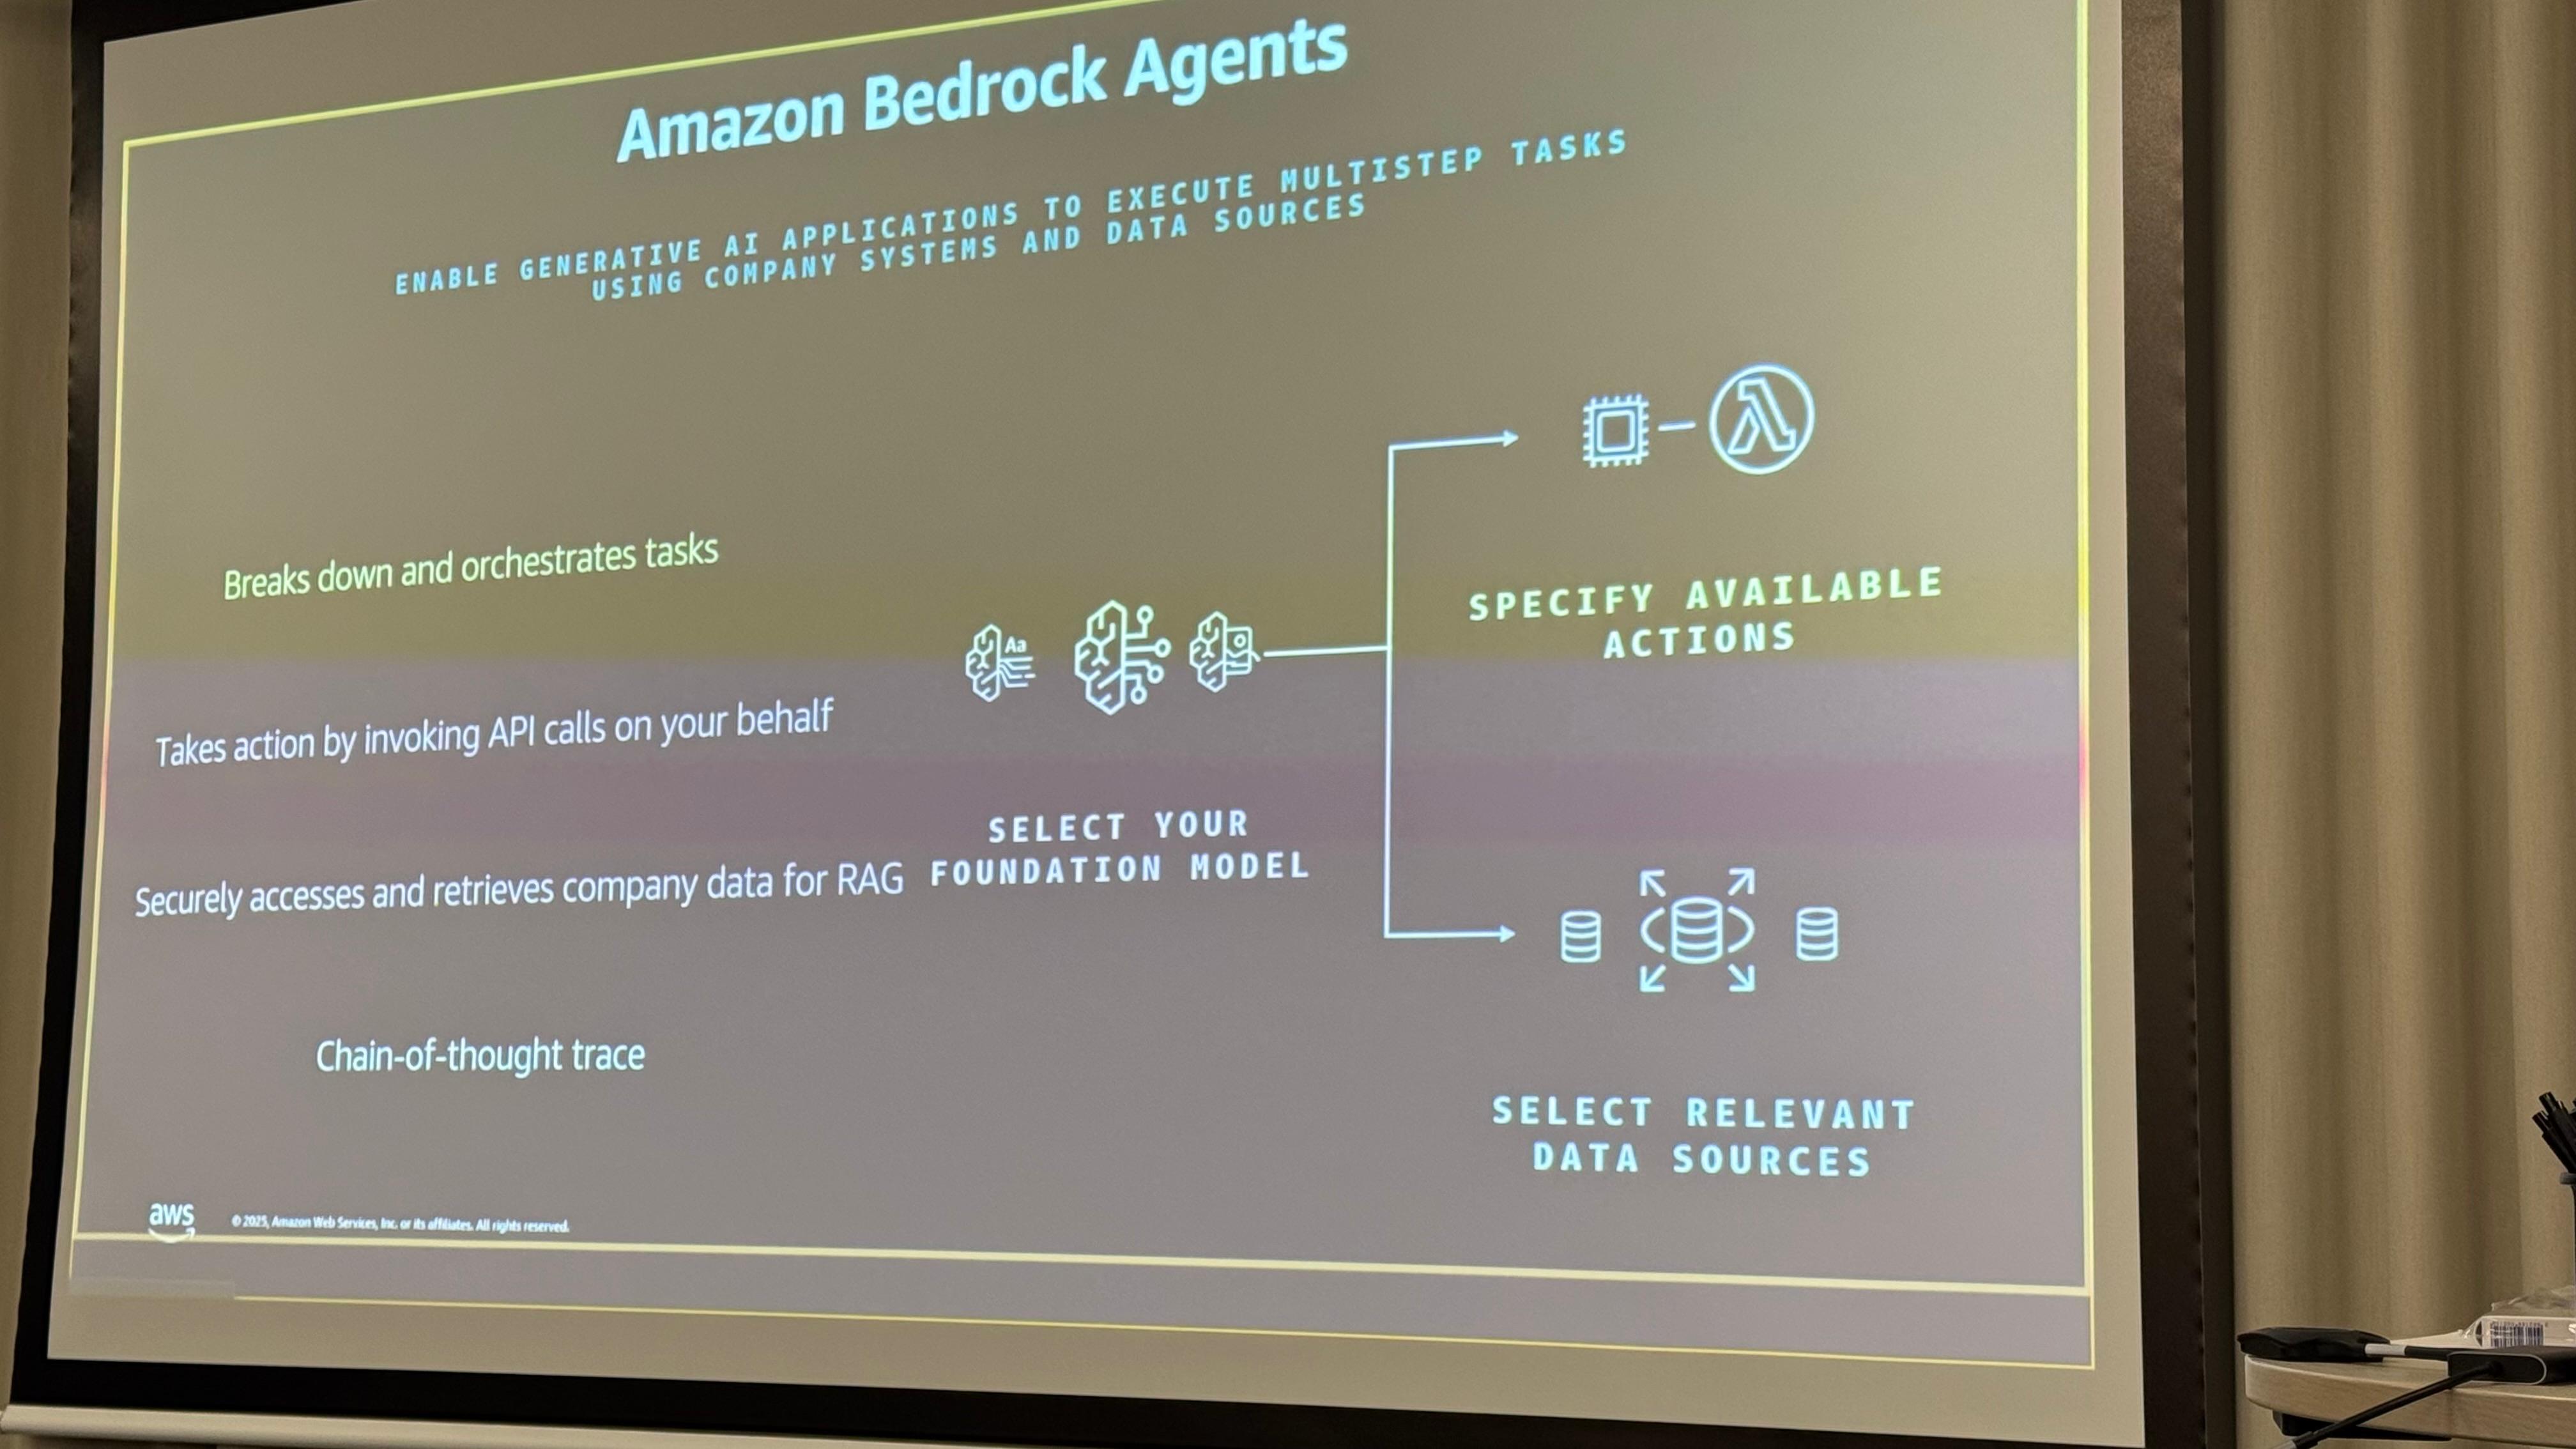 Amazon Bedrock Agents
ENABLE GENERATIVE AI APPLICATIONS TO EXECUTE MULTISTEP TASKS
USING COMPANY SYSTEMS AND DATA SOURCES
Breaks down and orchestrates tasks
Takes action by invoking API calls on your behalf
Securely accesses and retrieves company data for RAG
Chain-of-thought trace
Aa
SELECT YOUR
FOUNDATION MODEL
λ
SPECIFY AVAILABLE
ACTIONS
SELECT RELEVANT
DATA SOURCES
aws
© 2025, Amazon Web Services, Inc. or its affiliates. All rights reserved.